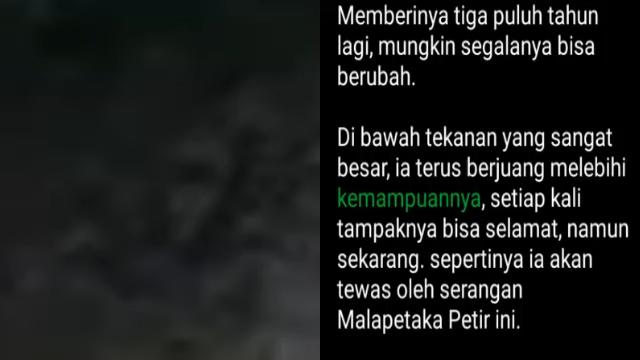 Memberinya tiga puluh tahun
lagi, mungkin segalanya bisa
berubah.
Di bawah tekanan yang sangat
besar, ia terus berjuang melebihi
kemampuannya, setiap kali
tampaknya bisa selamat, namun
sekarang. sepertinya ia akan
tewas oleh serangan
Malapetaka Petir ini.